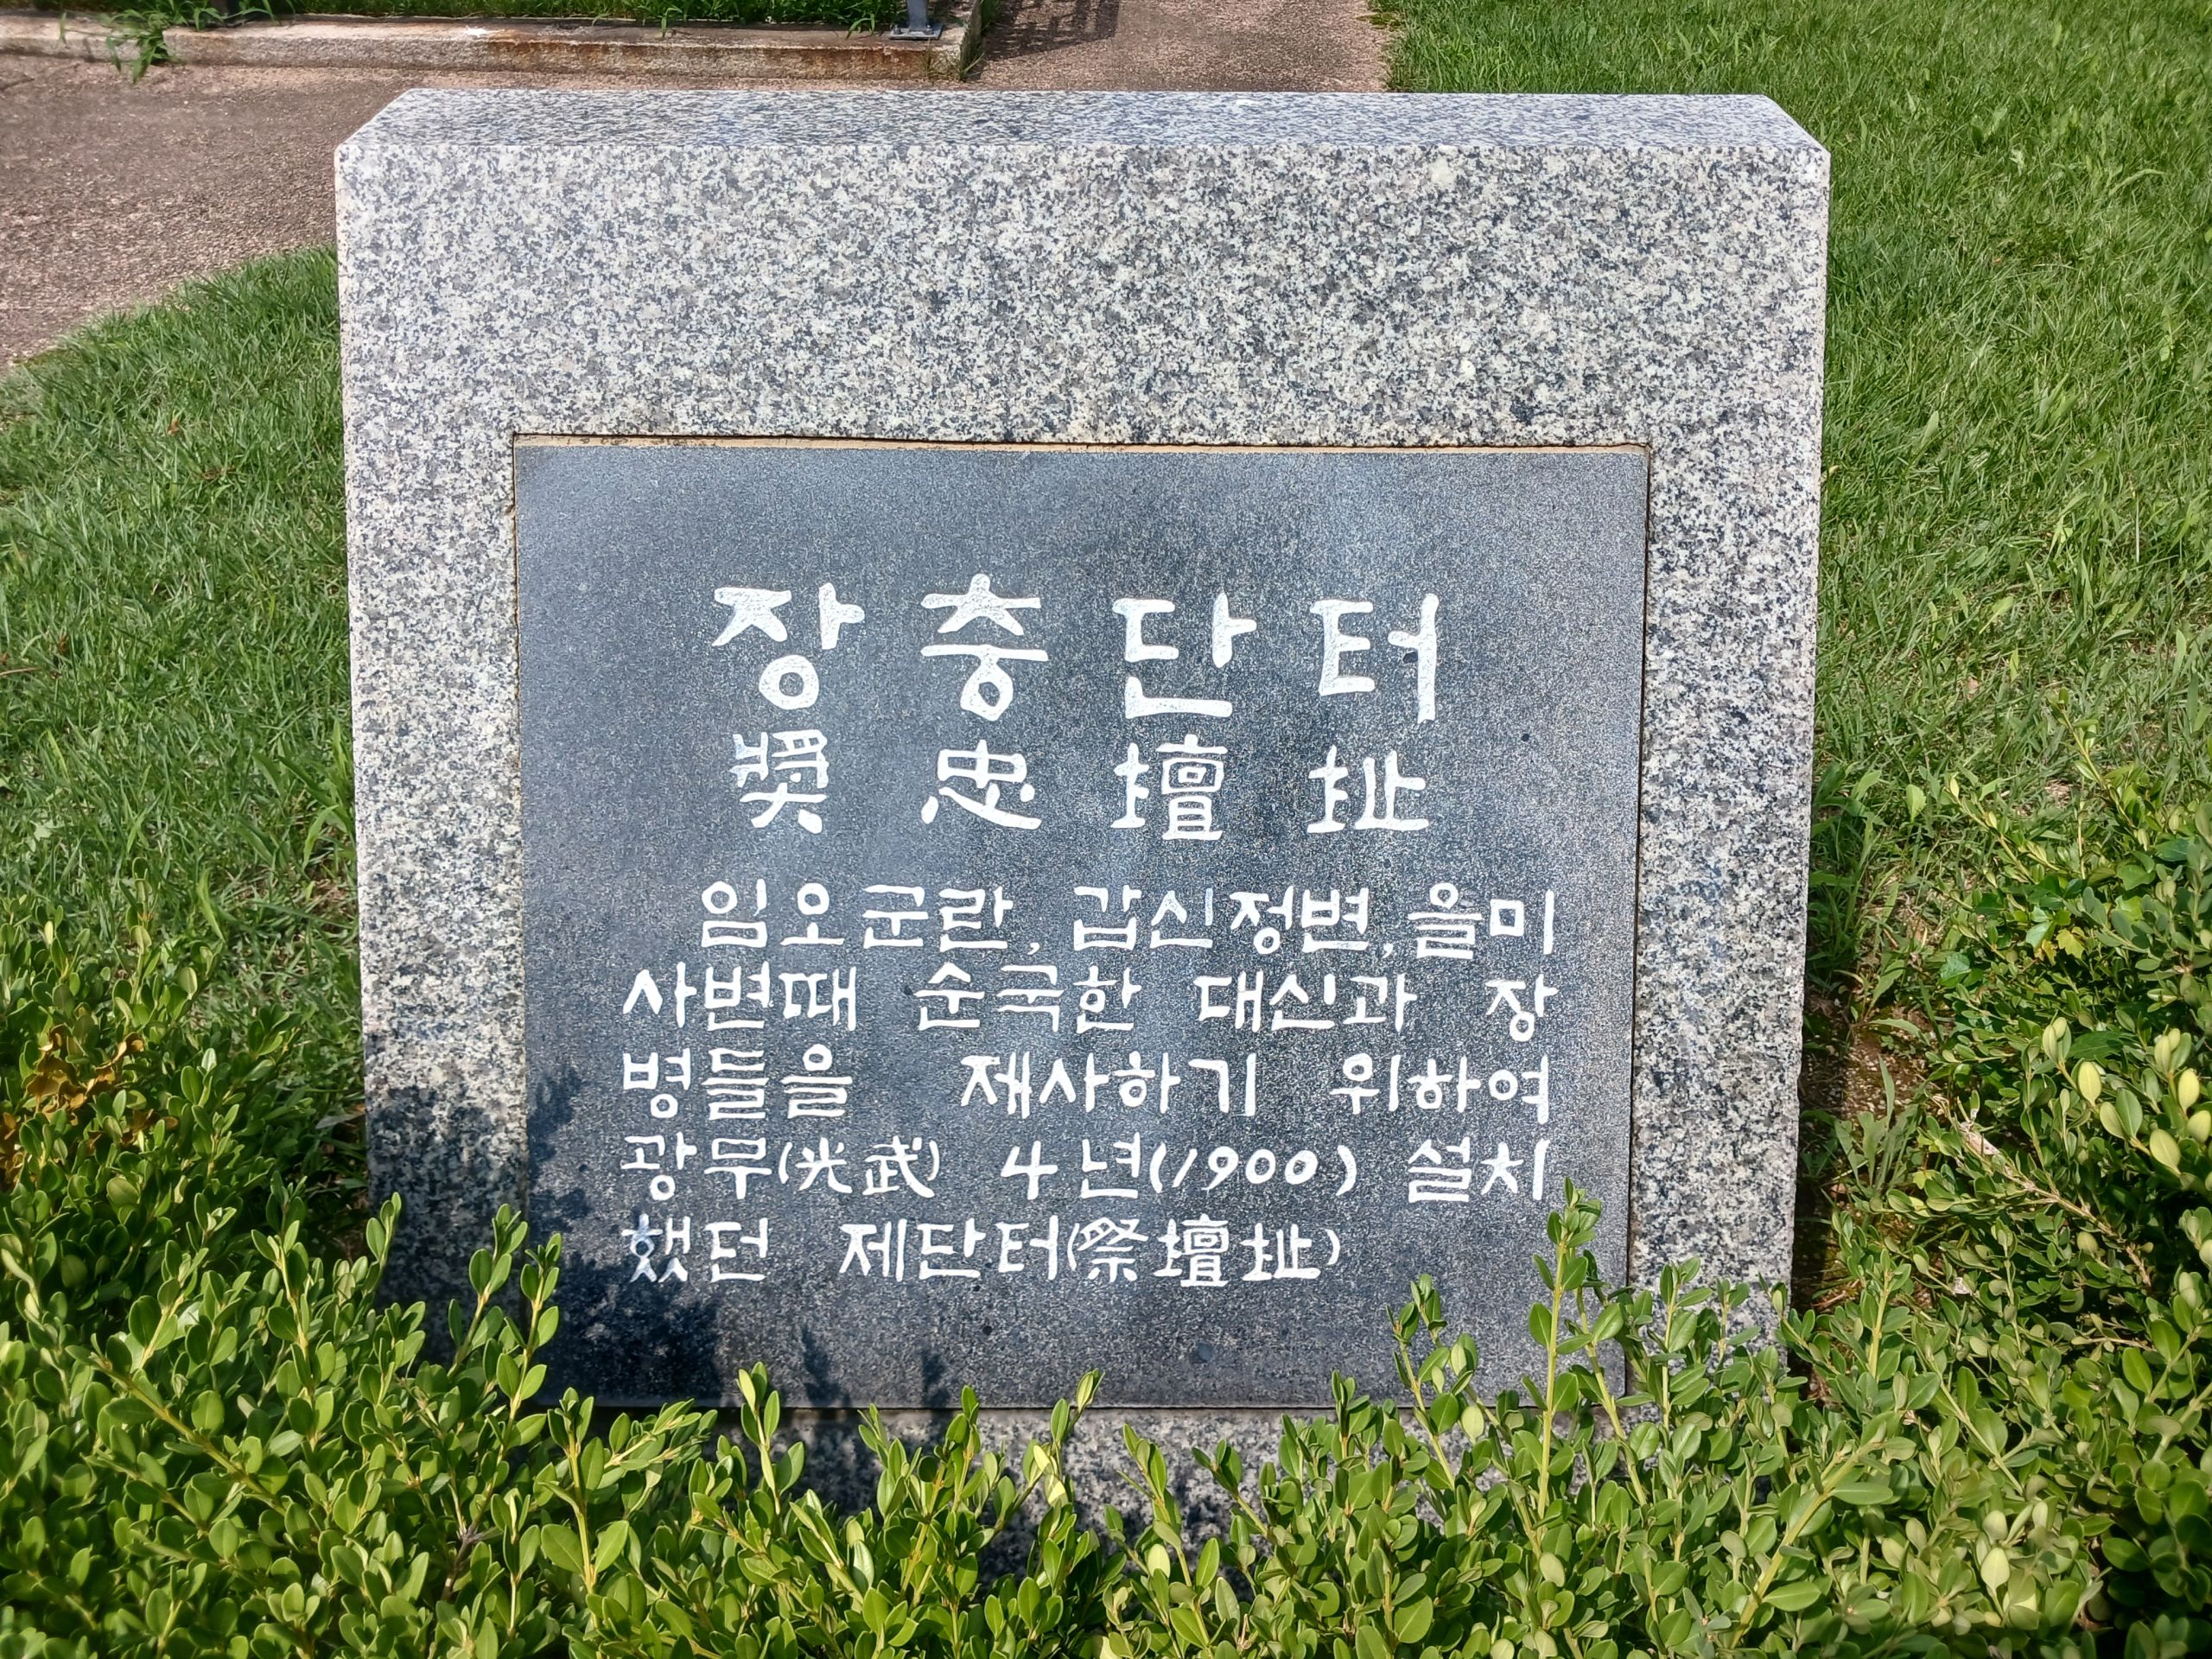 장충단터
奬忠壇址
임오군란, 갑신정변, 을미
사변때 순국한 대신과 장
병들을 재사하기 위하여
광무(光武) 4년(1900) 설치
했던 제단터(祭壇址)